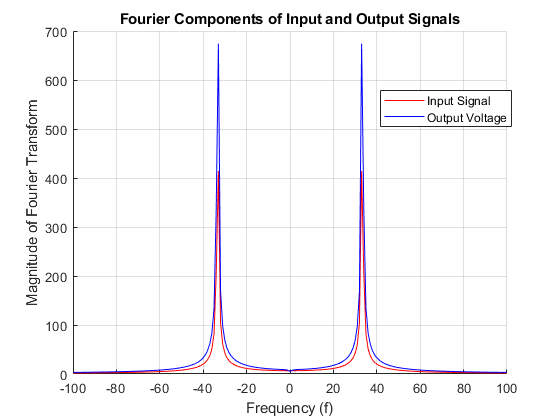 Fourier Components of Input and Output Signals
700
600
500
400
300
200
100
0
Magnitude of Fourier Transform
Input Signal
Output Voltage
-100 -80 -60 -40 -20 0 20 40 60 80 100
Frequency (f)